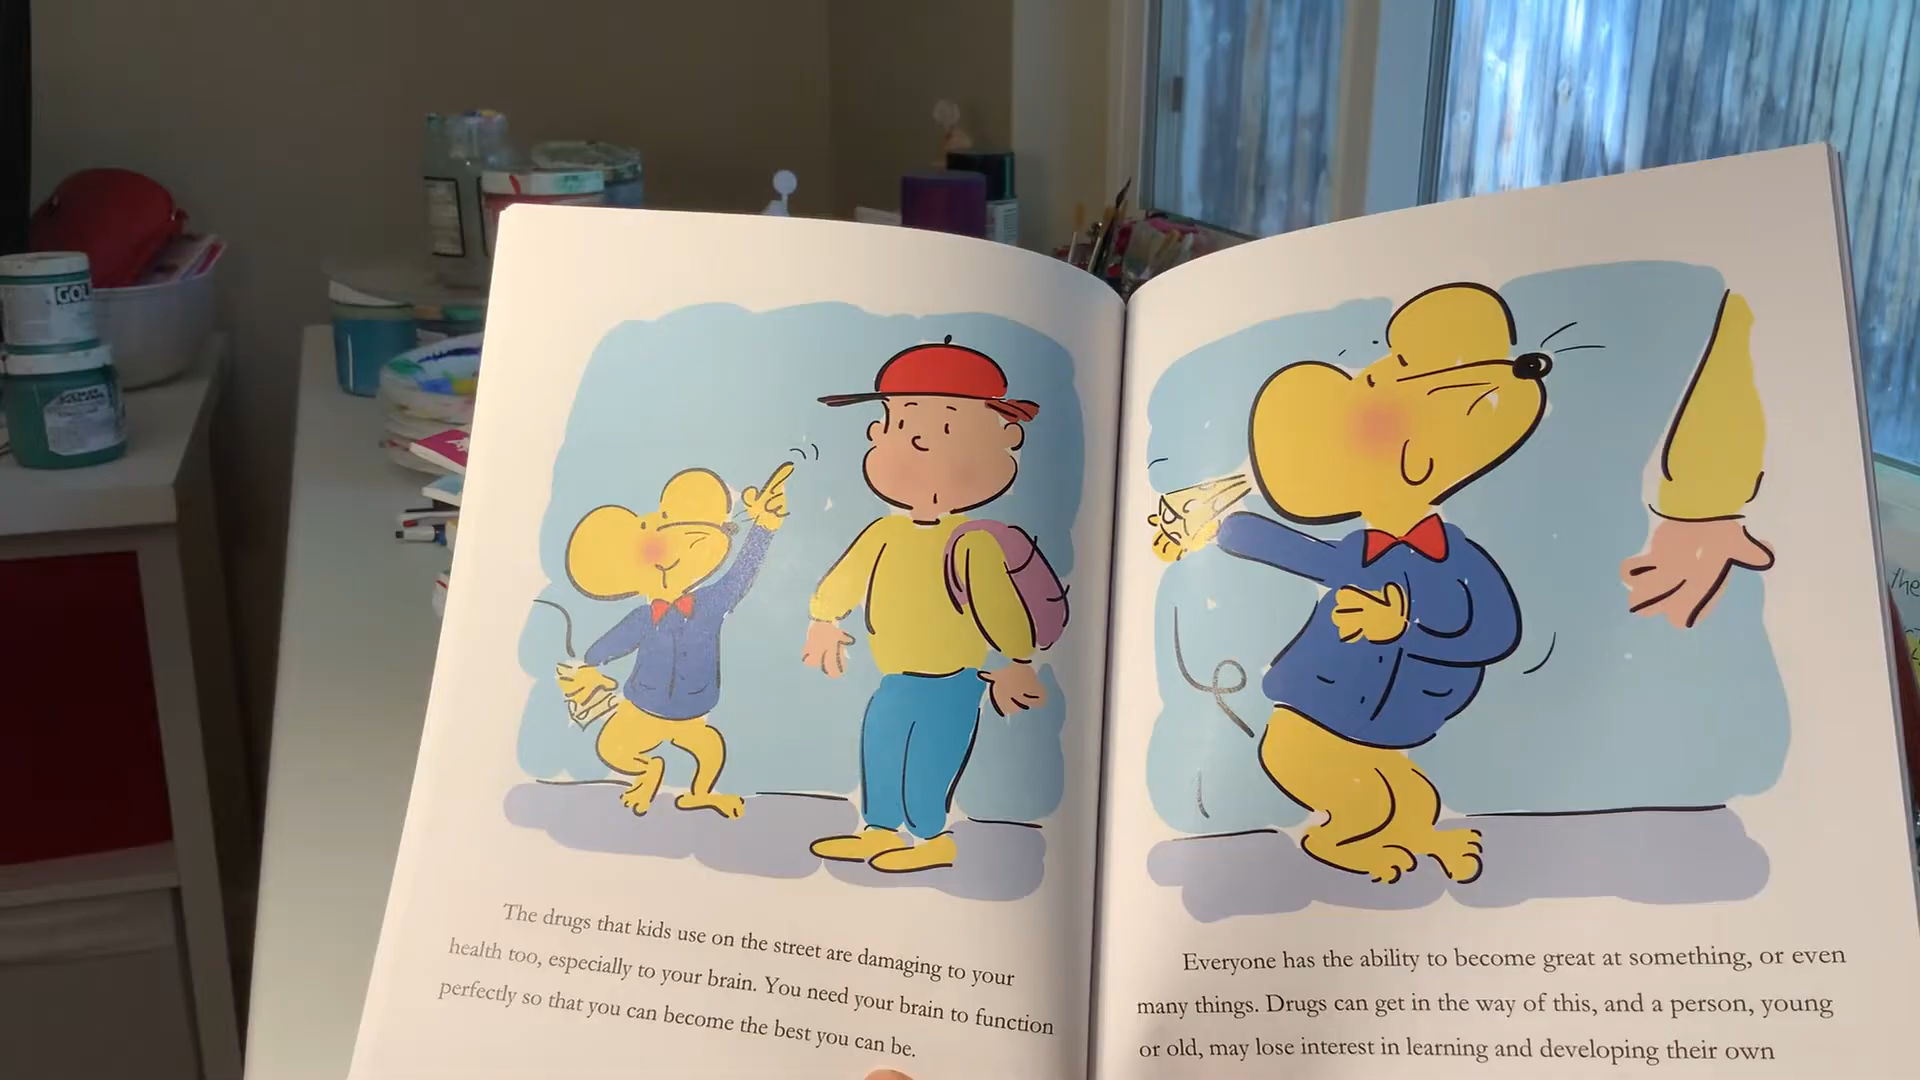 GOL
the
The drugs that kids use on the street are damaging to your
health too, especially to your brain. You need your brain to function
perfectly so that you can become the best you can be.
Everyone has the ability to become great at something, or even
many things. Drugs can get in the way of this, and a person, young
or old, may lose interest in learning and developing their own